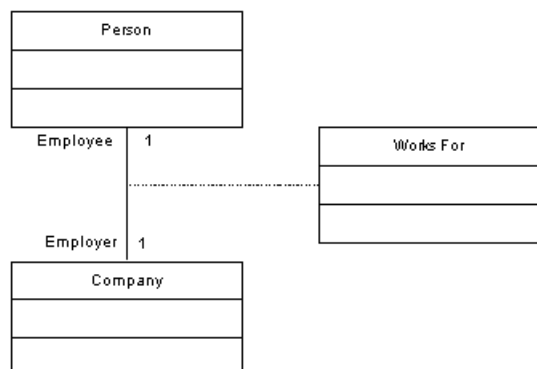 Person
Employee 1
Works For
Employer 1
Company